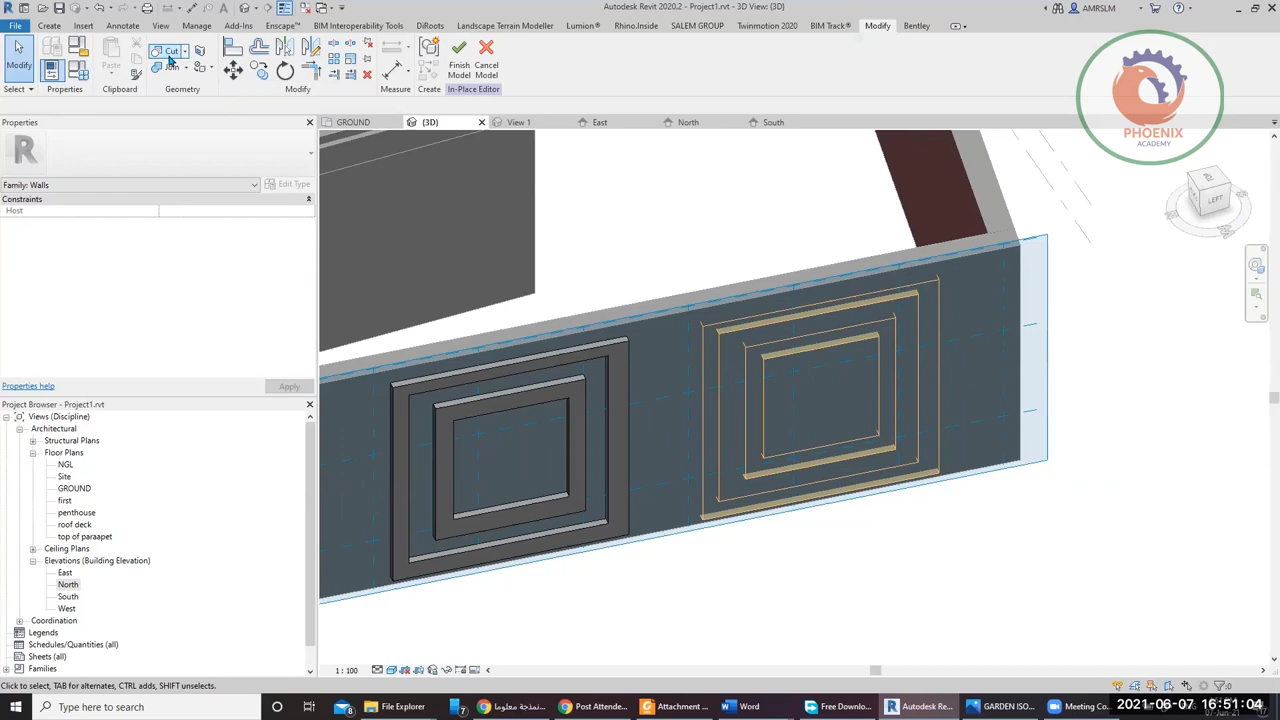 Autodesk Revit 2020.2 - Project1.rvt - 3D View: {3D}
AMRSLM
File Create Insert Annotate View Manage Add-Ins Enscape™ BIM Interoperability Tools DiRoots Landscape Terrain Modeller Lumion® Rhino.Inside SALEM GROUP Twinmotion 2020 BIM Track® Modify Bentley
Modify
Paste
Cut
Join
Finish Model
Cancel Model
Select Properties Clipboard Geometry Modify Measure Create In-Place Editor
PHOENIX
ACADEMY
Properties
GROUND {3D} View 1 East North South
Family: Walls
Edit Type
Constraints
Host
LEFT
Properties help
Apply
Project Browser - Project1.rvt
Views (Discipline)
Architectural
Structural Plans
Floor Plans
NGL
Site
GROUND
first
penthouse
roof deck
top of parapet
Ceiling Plans
Elevations (Building Elevation)
East
North
South
West
Coordination
Legends
Schedules/Quantities (all)
Sheets (all)
Families
1 : 100
Click to select, TAB for alternates, CTRL adds, SHIFT unselects.
:0
Type here to search
8
File Explorer
7
نمذجة معلوما...
Post Attende...
Attachment ...
Word
Free Downlo...
Autodesk Re...
GARDEN ISO...
Meeting Co...
2021-06-07 16:51:04